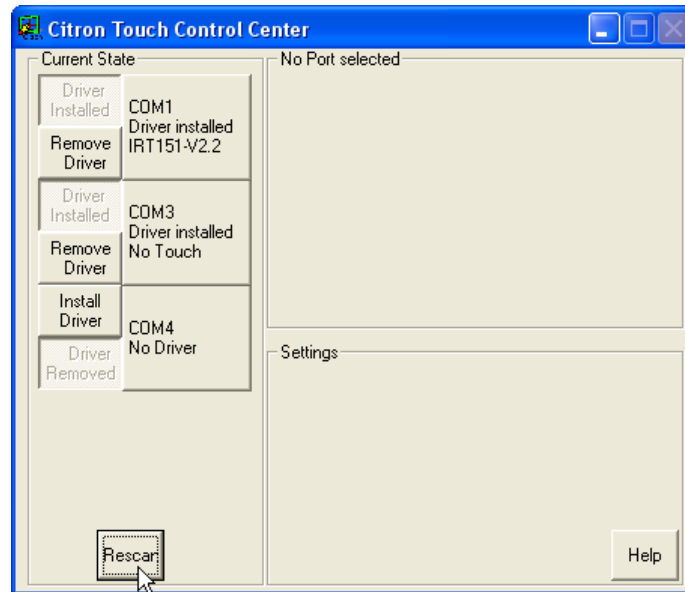 Citron Touch Control Center
Current State
Driver
Installed
Remove
Driver
COM1
Driver installed
IRT151-V2.2
Driver
Installed
Remove
Driver
COM3
Driver installed
No Touch
Install
Driver
Driver
Removed
COM4
No Driver
Rescan
No Port selected
Settings
Help